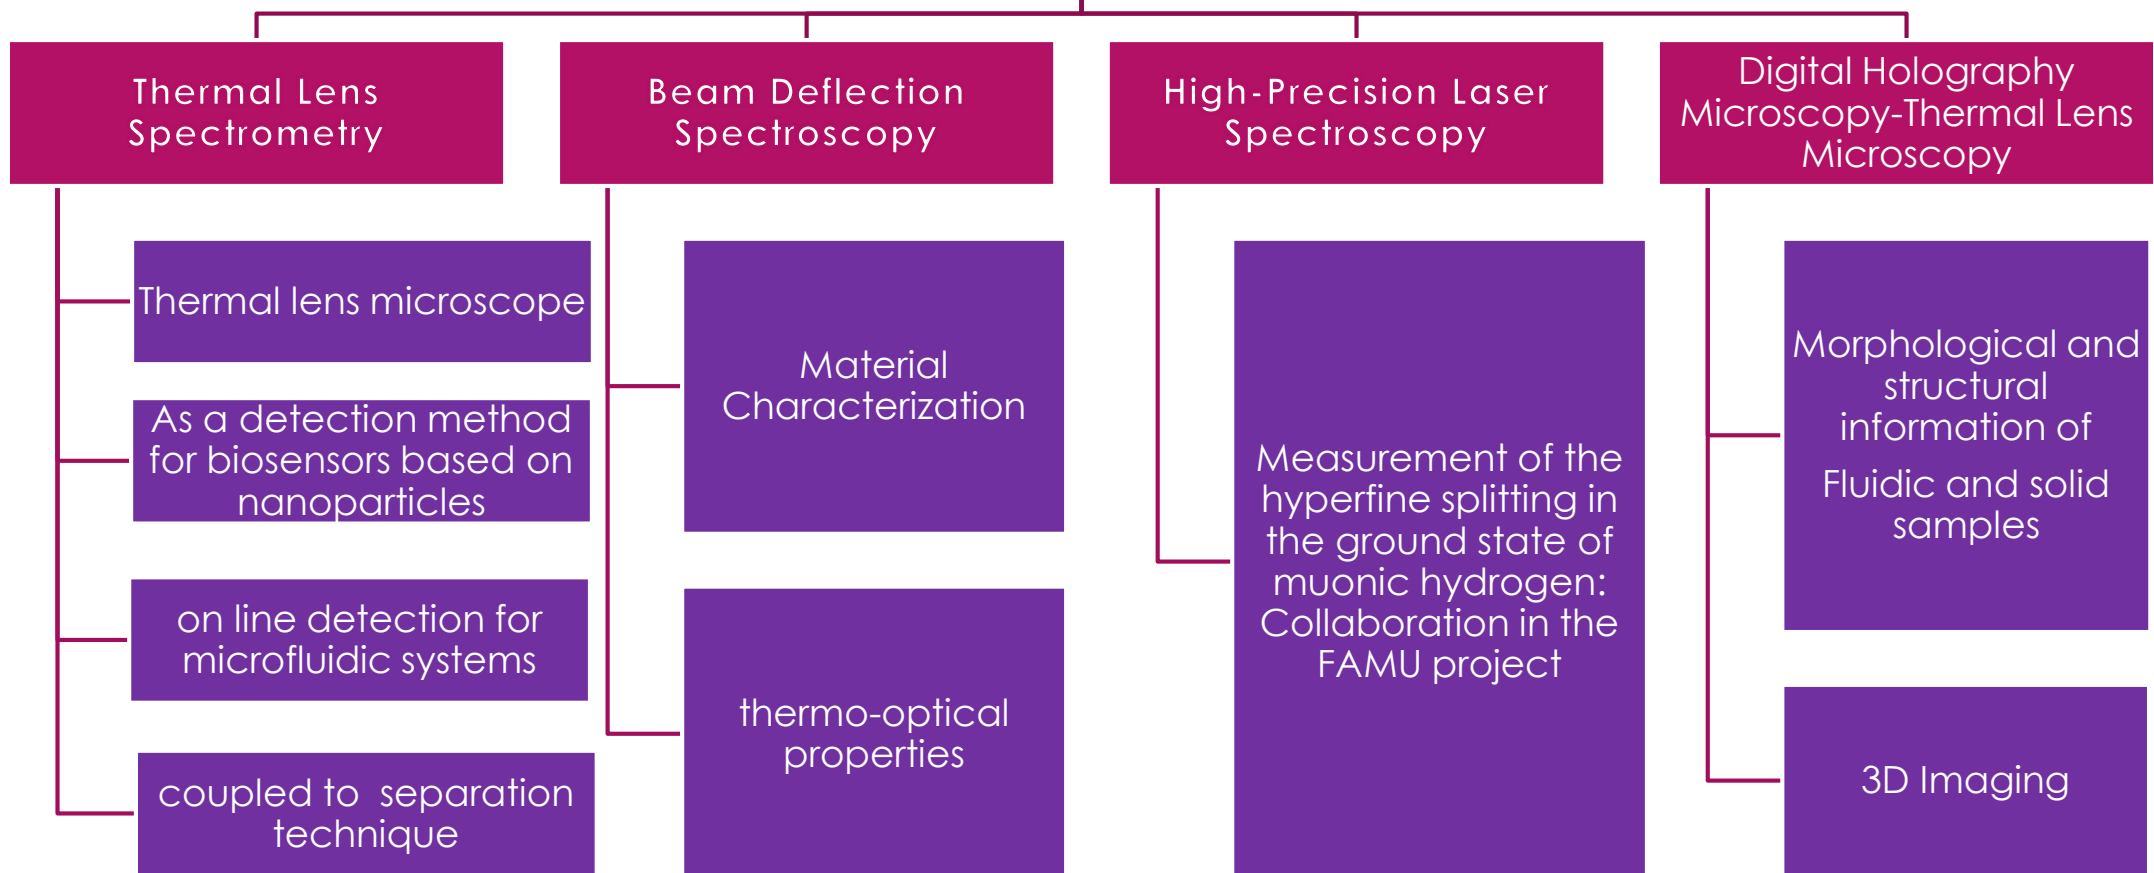 Thermal Lens
Spectrometry
Thermal lens microscope
As a detection method
for biosensors based on
nanoparticles
on line detection for
microfluidic systems
coupled to  separation
technique
Beam Deflection
Spectroscopy
Material
Characterization
thermo-optical
properties
High-Precision Laser
Spectroscopy
Measurement of the
hyperfine splitting in
the ground state of
muonic hydrogen:
Collaboration in the
FAMU project
Digital Holography
Microscopy-Thermal Lens
Microscopy
Morphological and
structural
information of
Fluidic and solid
samples
3D Imaging